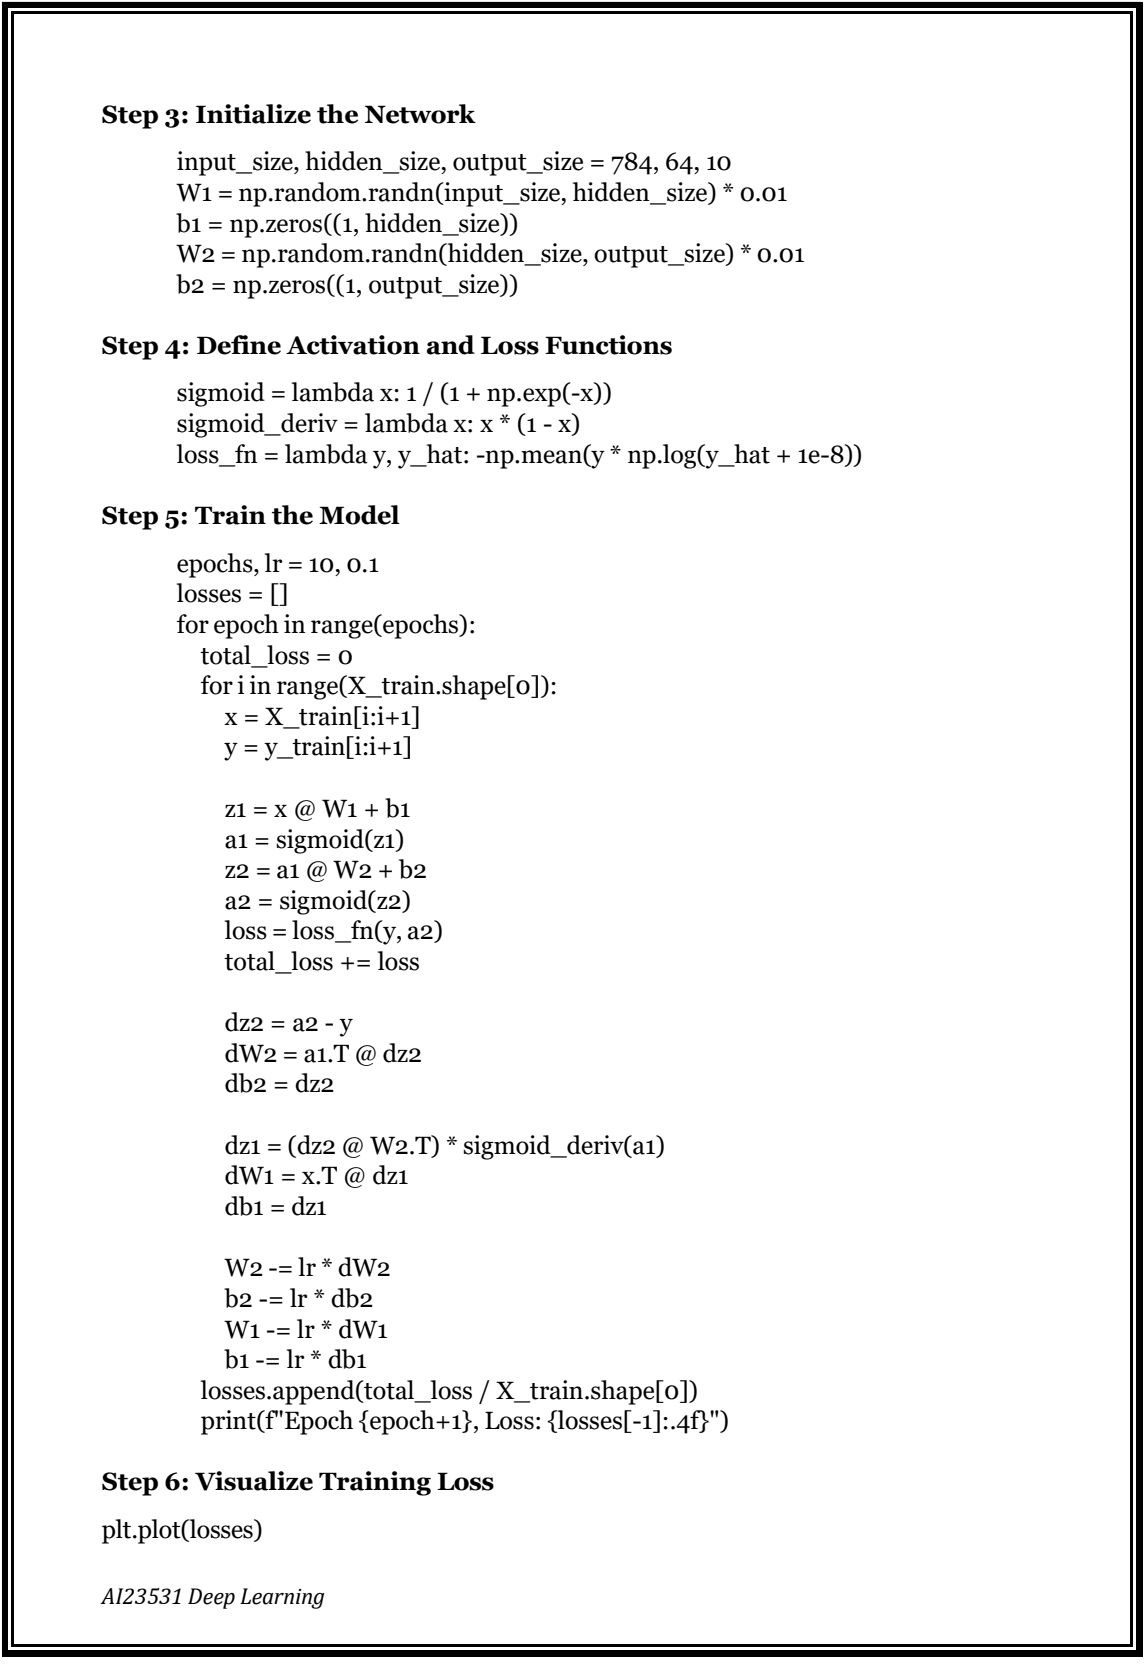 Step 3: Initialize the Network
input_size, hidden_size, output_size = 784, 64, 10
W1 = np.random.randn(input_size, hidden_size) * 0.01
b1 = np.zeros((1, hidden_size))
W2 = np.random.randn(hidden_size, output_size) * 0.01
b2 = np.zeros((1, output_size))
Step 4: Define Activation and Loss Functions
sigmoid = lambda x: 1 / (1 + np.exp(-x))
sigmoid_deriv = lambda x: x * (1 - x)
loss_fn = lambda y, y_hat: -np.mean(y * np.log(y_hat + 1e-8))
Step 5: Train the Model
epochs, lr = 10, 0.1
losses = []
for epoch in range(epochs):
total_loss = 0
for i in range(X_train.shape[0]):
x = X_train[i:i+1]
y = y_train[i:i+1]
z1 = x @ W1 + b1
a1 = sigmoid(z1)
z2 = a1 @ W2 + b2
a2 = sigmoid(z2)
loss = loss_fn(y, a2)
total_loss += loss
dz2 = a2 - y
dW2 = a1.T @ dz2
db2 = dz2
dz1 = (dz2 @ W2.T) * sigmoid_deriv(a1)
dW1 = x.T @ dz1
db1 = dz1
W2 -= lr * dW2
b2 -= lr * db2
W1 -= lr * dW1
b1 -= lr * db1
losses.append(total_loss / X_train.shape[0])
print(f"Epoch {epoch+1}, Loss: {losses[-1]:.4f}")
Step 6: Visualize Training Loss
plt.plot(losses)
AI23531 Deep Learning